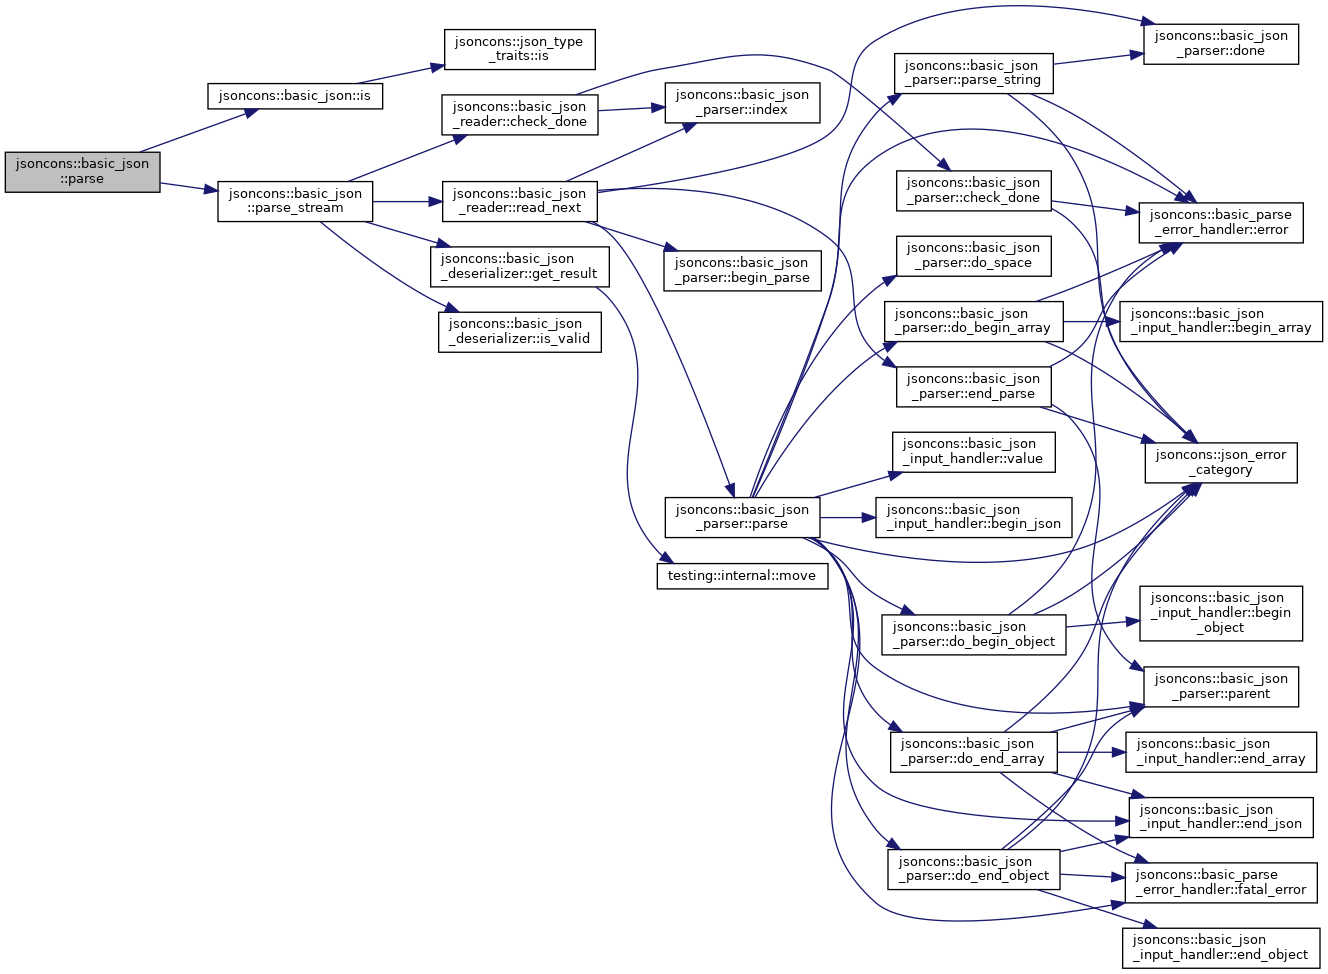 jsoncons::basic_json
::parse
jsoncons::basic_json::is
jsoncons::basic_json
::parse_stream
jsoncons::json_type
_traits::is
jsoncons::basic_json
_reader::check_done
jsoncons::basic_json
_reader::read_next
jsoncons::basic_json
_deserializer::get_result
jsoncons::basic_json
_deserializer::is_valid
jsoncons::basic_json
_parser::index
jsoncons::basic_json
_parser::begin_parse
jsoncons::basic_json
_parser::parse
testing::internal::move
jsoncons::basic_json
_parser::parse_string
jsoncons::basic_json
_parser::check_done
jsoncons::basic_json
_parser::do_space
jsoncons::basic_json
_parser::do_begin_array
jsoncons::basic_json
_parser::end_parse
jsoncons::basic_json
_input_handler::value
jsoncons::basic_json
_input_handler::begin_json
jsoncons::basic_json
_parser::do_begin_object
jsoncons::basic_json
_parser::do_end_array
jsoncons::basic_json
_parser::do_end_object
jsoncons::basic_json
_parser::done
jsoncons::basic_parse
_error_handler::error
jsoncons::basic_json
_input_handler::begin_array
jsoncons::json_error
_category
jsoncons::basic_json
_input_handler::begin
_object
jsoncons::basic_json
_parser::parent
jsoncons::basic_json
_input_handler::end_array
jsoncons::basic_json
_input_handler::end_json
jsoncons::basic_parse
_error_handler::fatal_error
jsoncons::basic_json
_input_handler::end_object